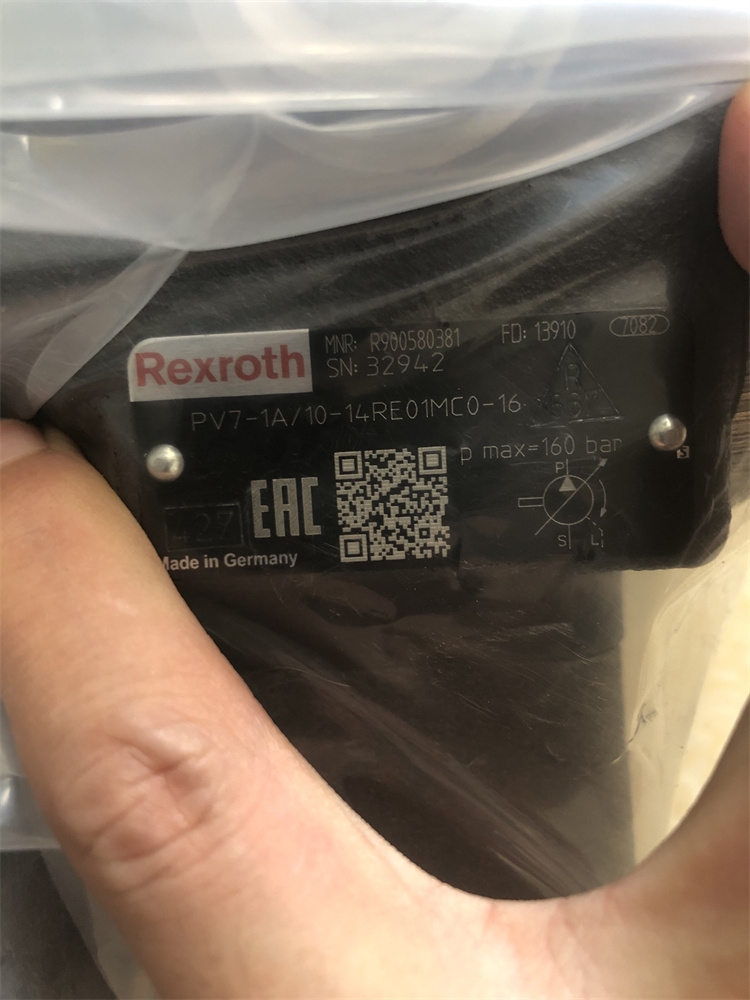 Rexroth
MNR: R900580381 FD: 13910 7082
SN: 32942
PV7-1A/10-14RE01MC0-16
p max=160 bar
P
S L
EAC
427
Made in Germany
S